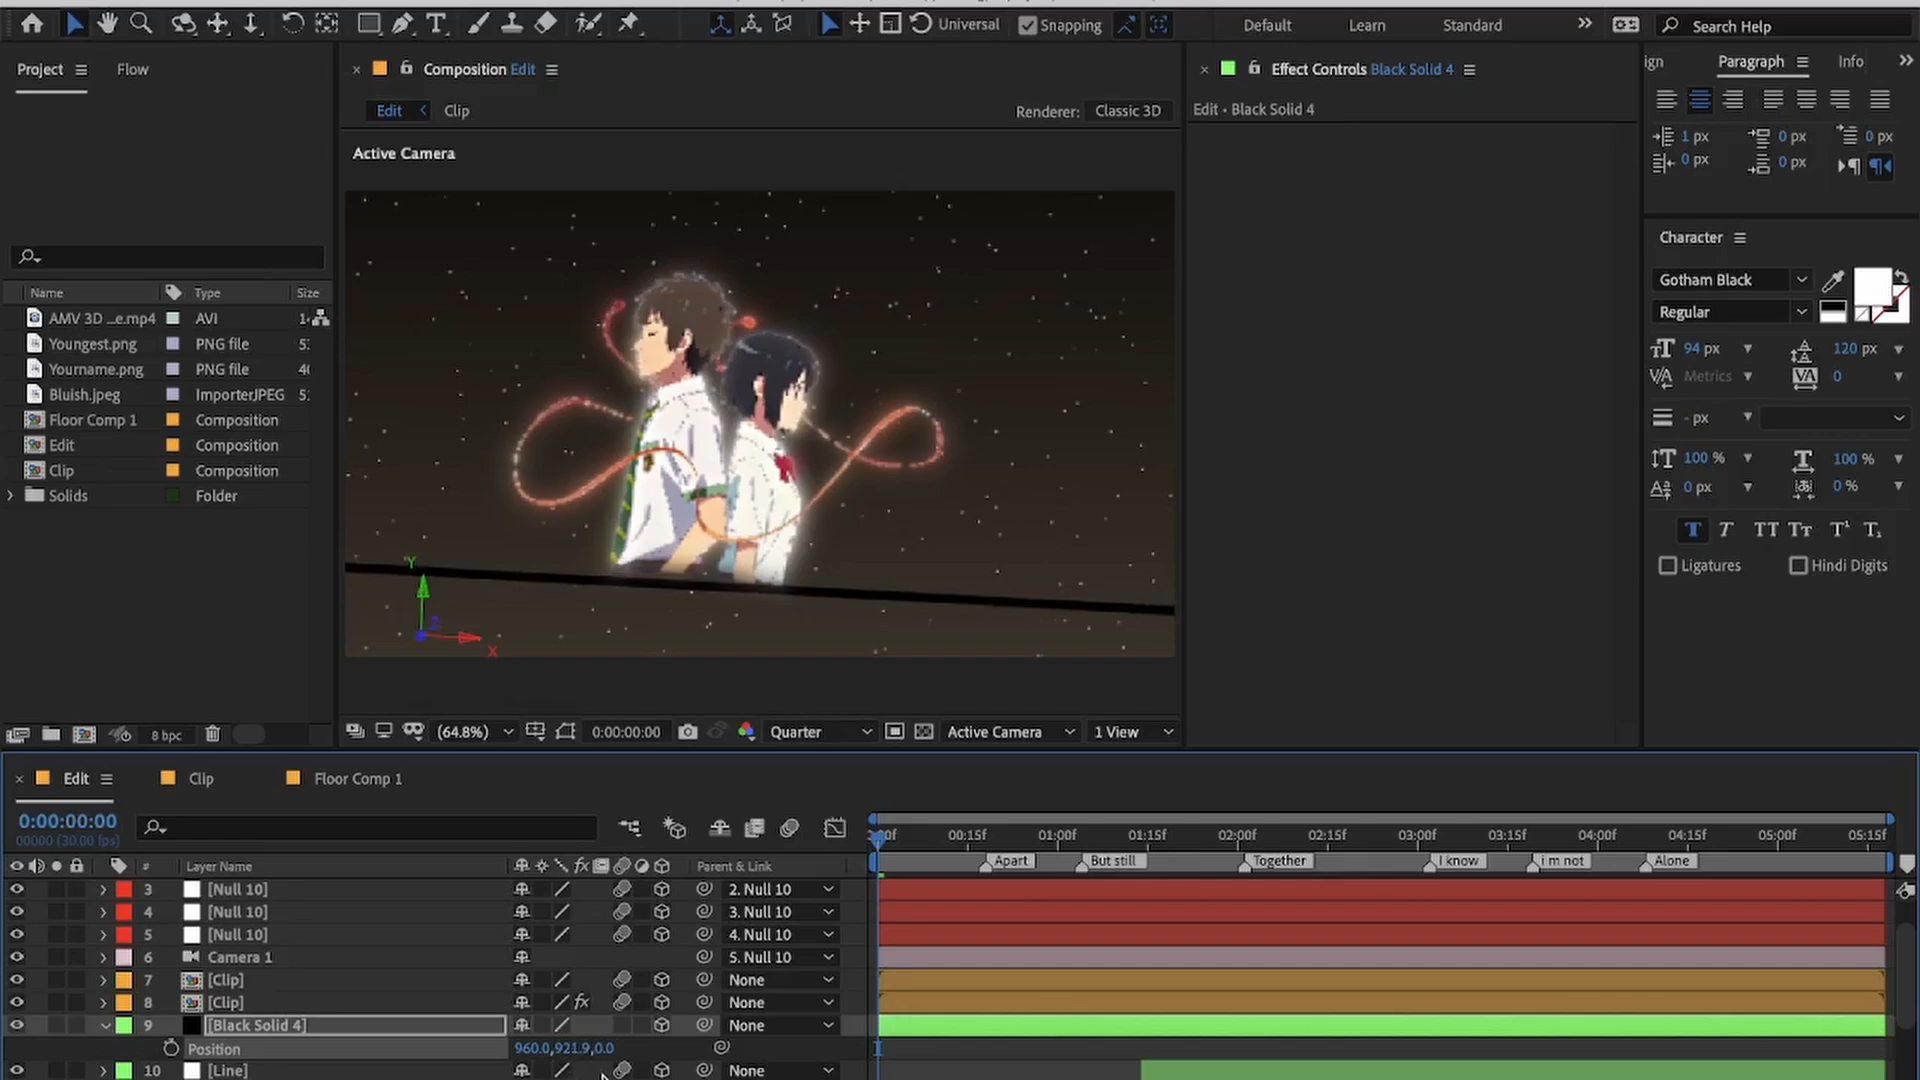 Universal
Snapping
Default
Learn
Standard
Search Help
Project
Flow
Composition Edit
Effect Controls Black Solid 4
ign
Paragraph
Info
Edit
Clip
Renderer:
Classic 3D
Edit • Black Solid 4
Active Camera
1 px
0 px
0 px
0 px
0 px
Character
Gotham Black
Regular
94 px
120 px
Metrics
0
- px
100 %
100 %
0 px
0 %
Ligatures
Hindi Digits
Name
Type
Size
AMV 3D ...e.mp4
AVI
Youngest.png
PNG file
Yourname.png
PNG file
Bluish.jpeg
ImporterJPEG
Floor Comp 1
Composition
Edit
Composition
Clip
Composition
Solids
Folder
Y
Z
X
8 bpc
(64.8%)
0:00:00:00
Quarter
Active Camera
1 View
Edit
Clip
Floor Comp 1
0:00:00:00
00000 (30.00 fps)
00:15f
01:00f
01:15f
02:00f
02:15f
03:00f
03:15f
04:00f
04:15f
05:00f
05:15f
Apart
But still
Together
I know
i m not
Alone
#
Layer Name
Parent & Link
3
[Null 10]
2. Null 10
4
[Null 10]
3. Null 10
5
[Null 10]
4. Null 10
6
Camera 1
5. Null 10
7
[Clip]
None
8
[Clip]
fx
None
9
[Black Solid 4]
None
Position
960.0,921.9,0.0
10
[Line]
None